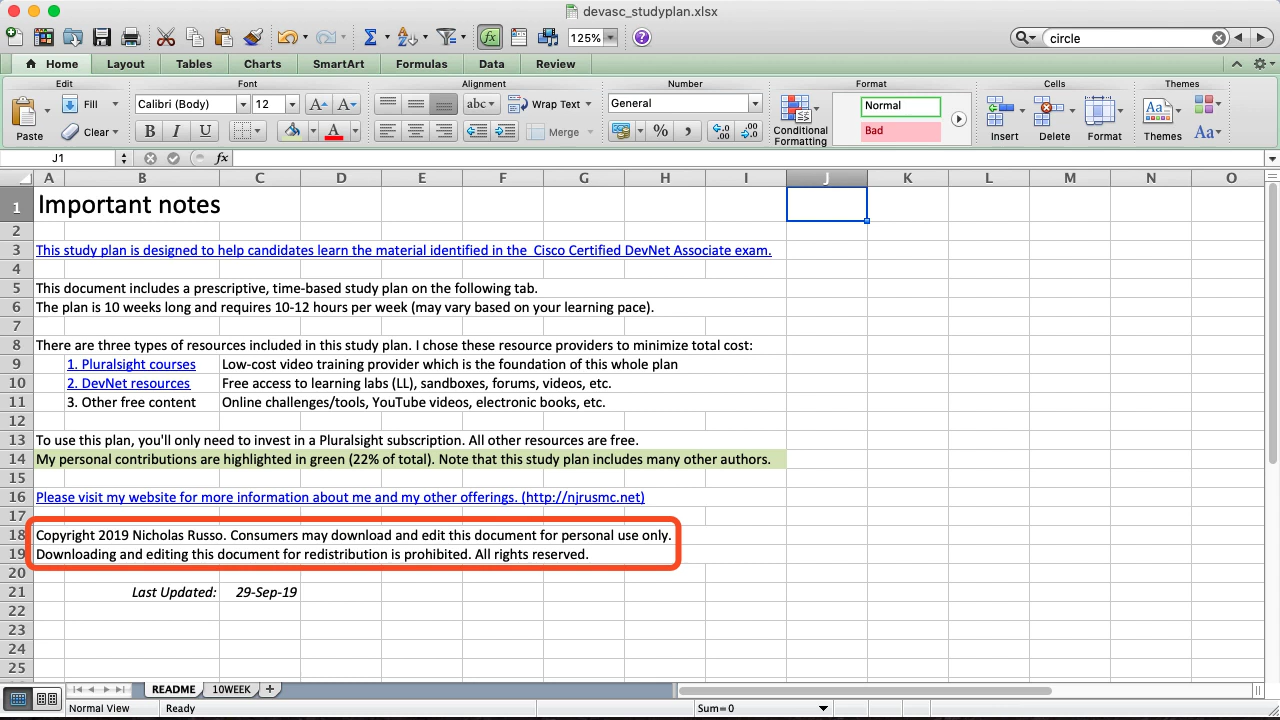 devasc_studyplan.xlsx
125%
circle
Home Layout Tables Charts SmartArt Formulas Data Review
Edit Font Alignment Number Format Cells Themes
Paste Fill Clear
Calibri (Body) 12 A A
B I U A
abc Wrap Text Merge
General
% ,
Conditional Formatting
Normal
Bad
Insert Delete Format
Themes Aa
J1 fx
A B C D E F G H I J K L M N O
1 Important notes
2
3 This study plan is designed to help candidates learn the material identified in the Cisco Certified DevNet Associate exam.
4
5 This document includes a prescriptive, time-based study plan on the following tab.
6 The plan is 10 weeks long and requires 10-12 hours per week (may vary based on your learning pace).
7
8 There are three types of resources included in this study plan. I chose these resource providers to minimize total cost:
9 1. Pluralsight courses Low-cost video training provider which is the foundation of this whole plan
10 2. DevNet resources Free access to learning labs (LL), sandboxes, forums, videos, etc.
11 3. Other free content Online challenges/tools, YouTube videos, electronic books, etc.
12
13 To use this plan, you'll only need to invest in a Pluralsight subscription. All other resources are free.
14 My personal contributions are highlighted in green (22% of total). Note that this study plan includes many other authors.
15
16 Please visit my website for more information about me and my other offerings. (http://njrusmc.net)
17
18 Copyright 2019 Nicholas Russo. Consumers may download and edit this document for personal use only.
19 Downloading and editing this document for redistribution is prohibited. All rights reserved.
20
21 Last Updated: 29-Sep-19
22
23
24
25
README 10WEEK +
Normal View Ready Sum=0